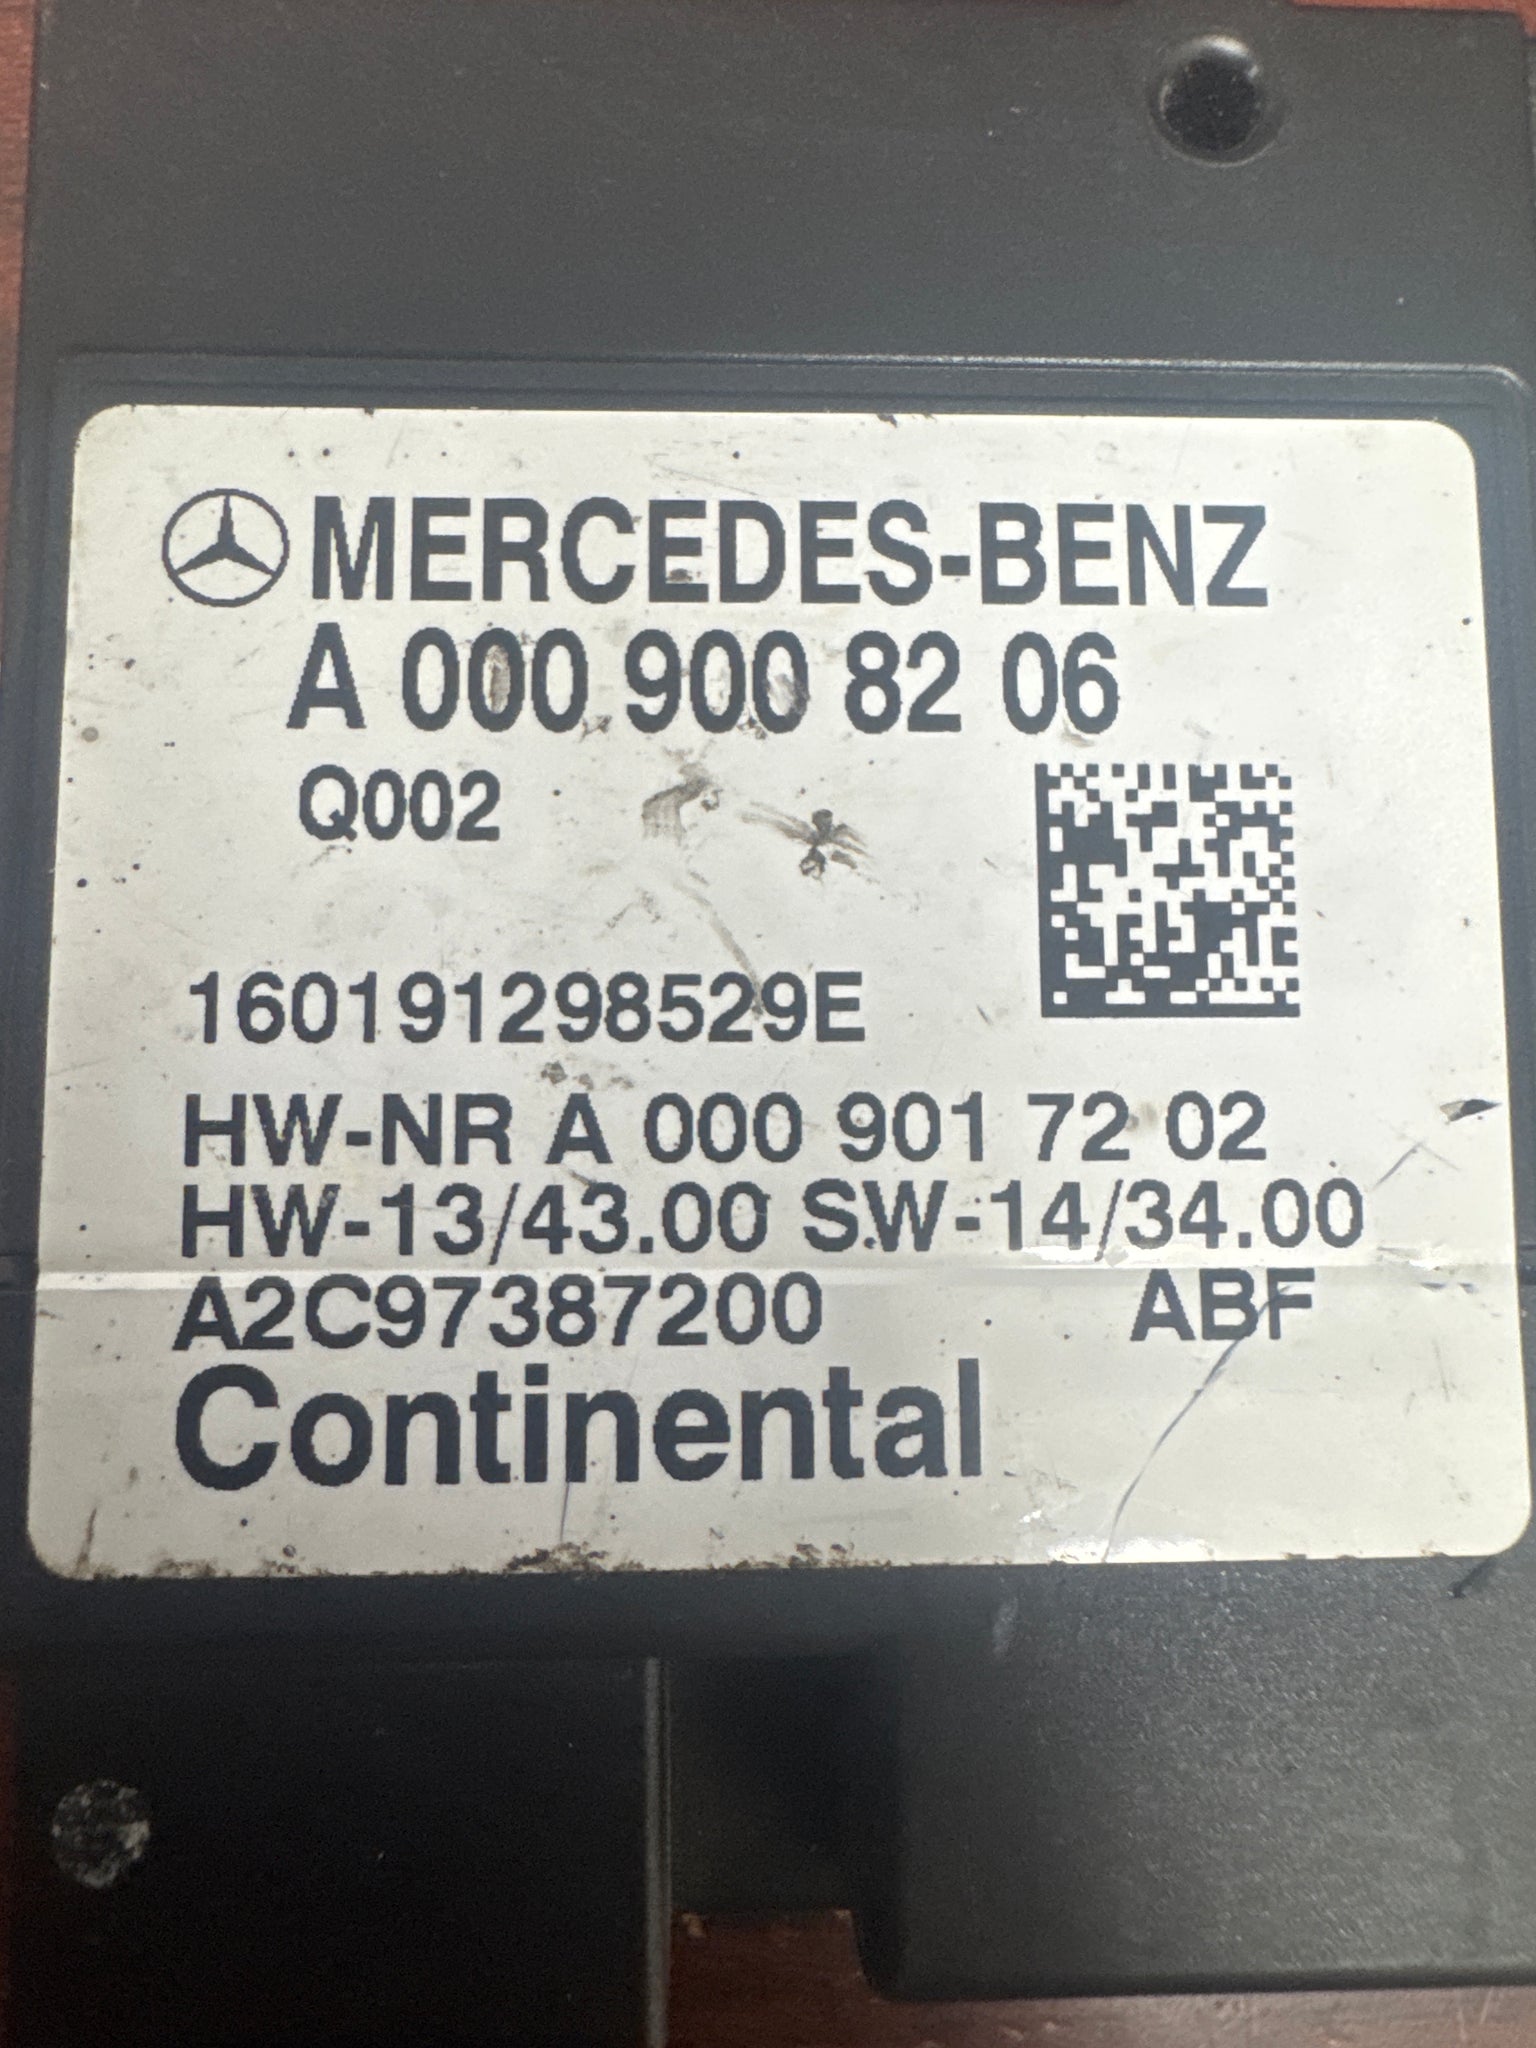 MERCEDES-BENZ
A 000 900 82 06
Q002
160191298529E
HW-NR A 000 901 72 02
HW-13/43.00 SW-14/34.00
A2C97387200 ABF
Continental